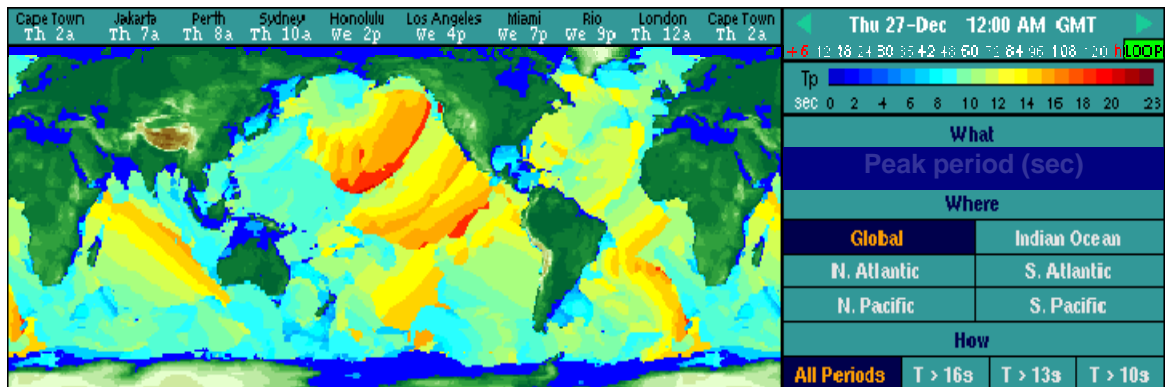 Cape Town Jakarta Perth Sydney Honolulu Los Angeles Miami Rio London Cape Town
Th 2a Th 7a Th 8a Th 10a We 2p We 4p We 7p We 9p Th 12a Th 2a
Thu 27-Dec 12:00 AM GMT
+6 12 18 24 30 36 42 48 60 72 84 96 108 120 h LOOP
Tp
sec 0 2 4 6 8 10 12 14 16 18 20 23
What
Peak period (sec)
Where
Global Indian Ocean
N. Atlantic S. Atlantic
N. Pacific S. Pacific
How
All Periods T > 16s T > 13s T > 10s